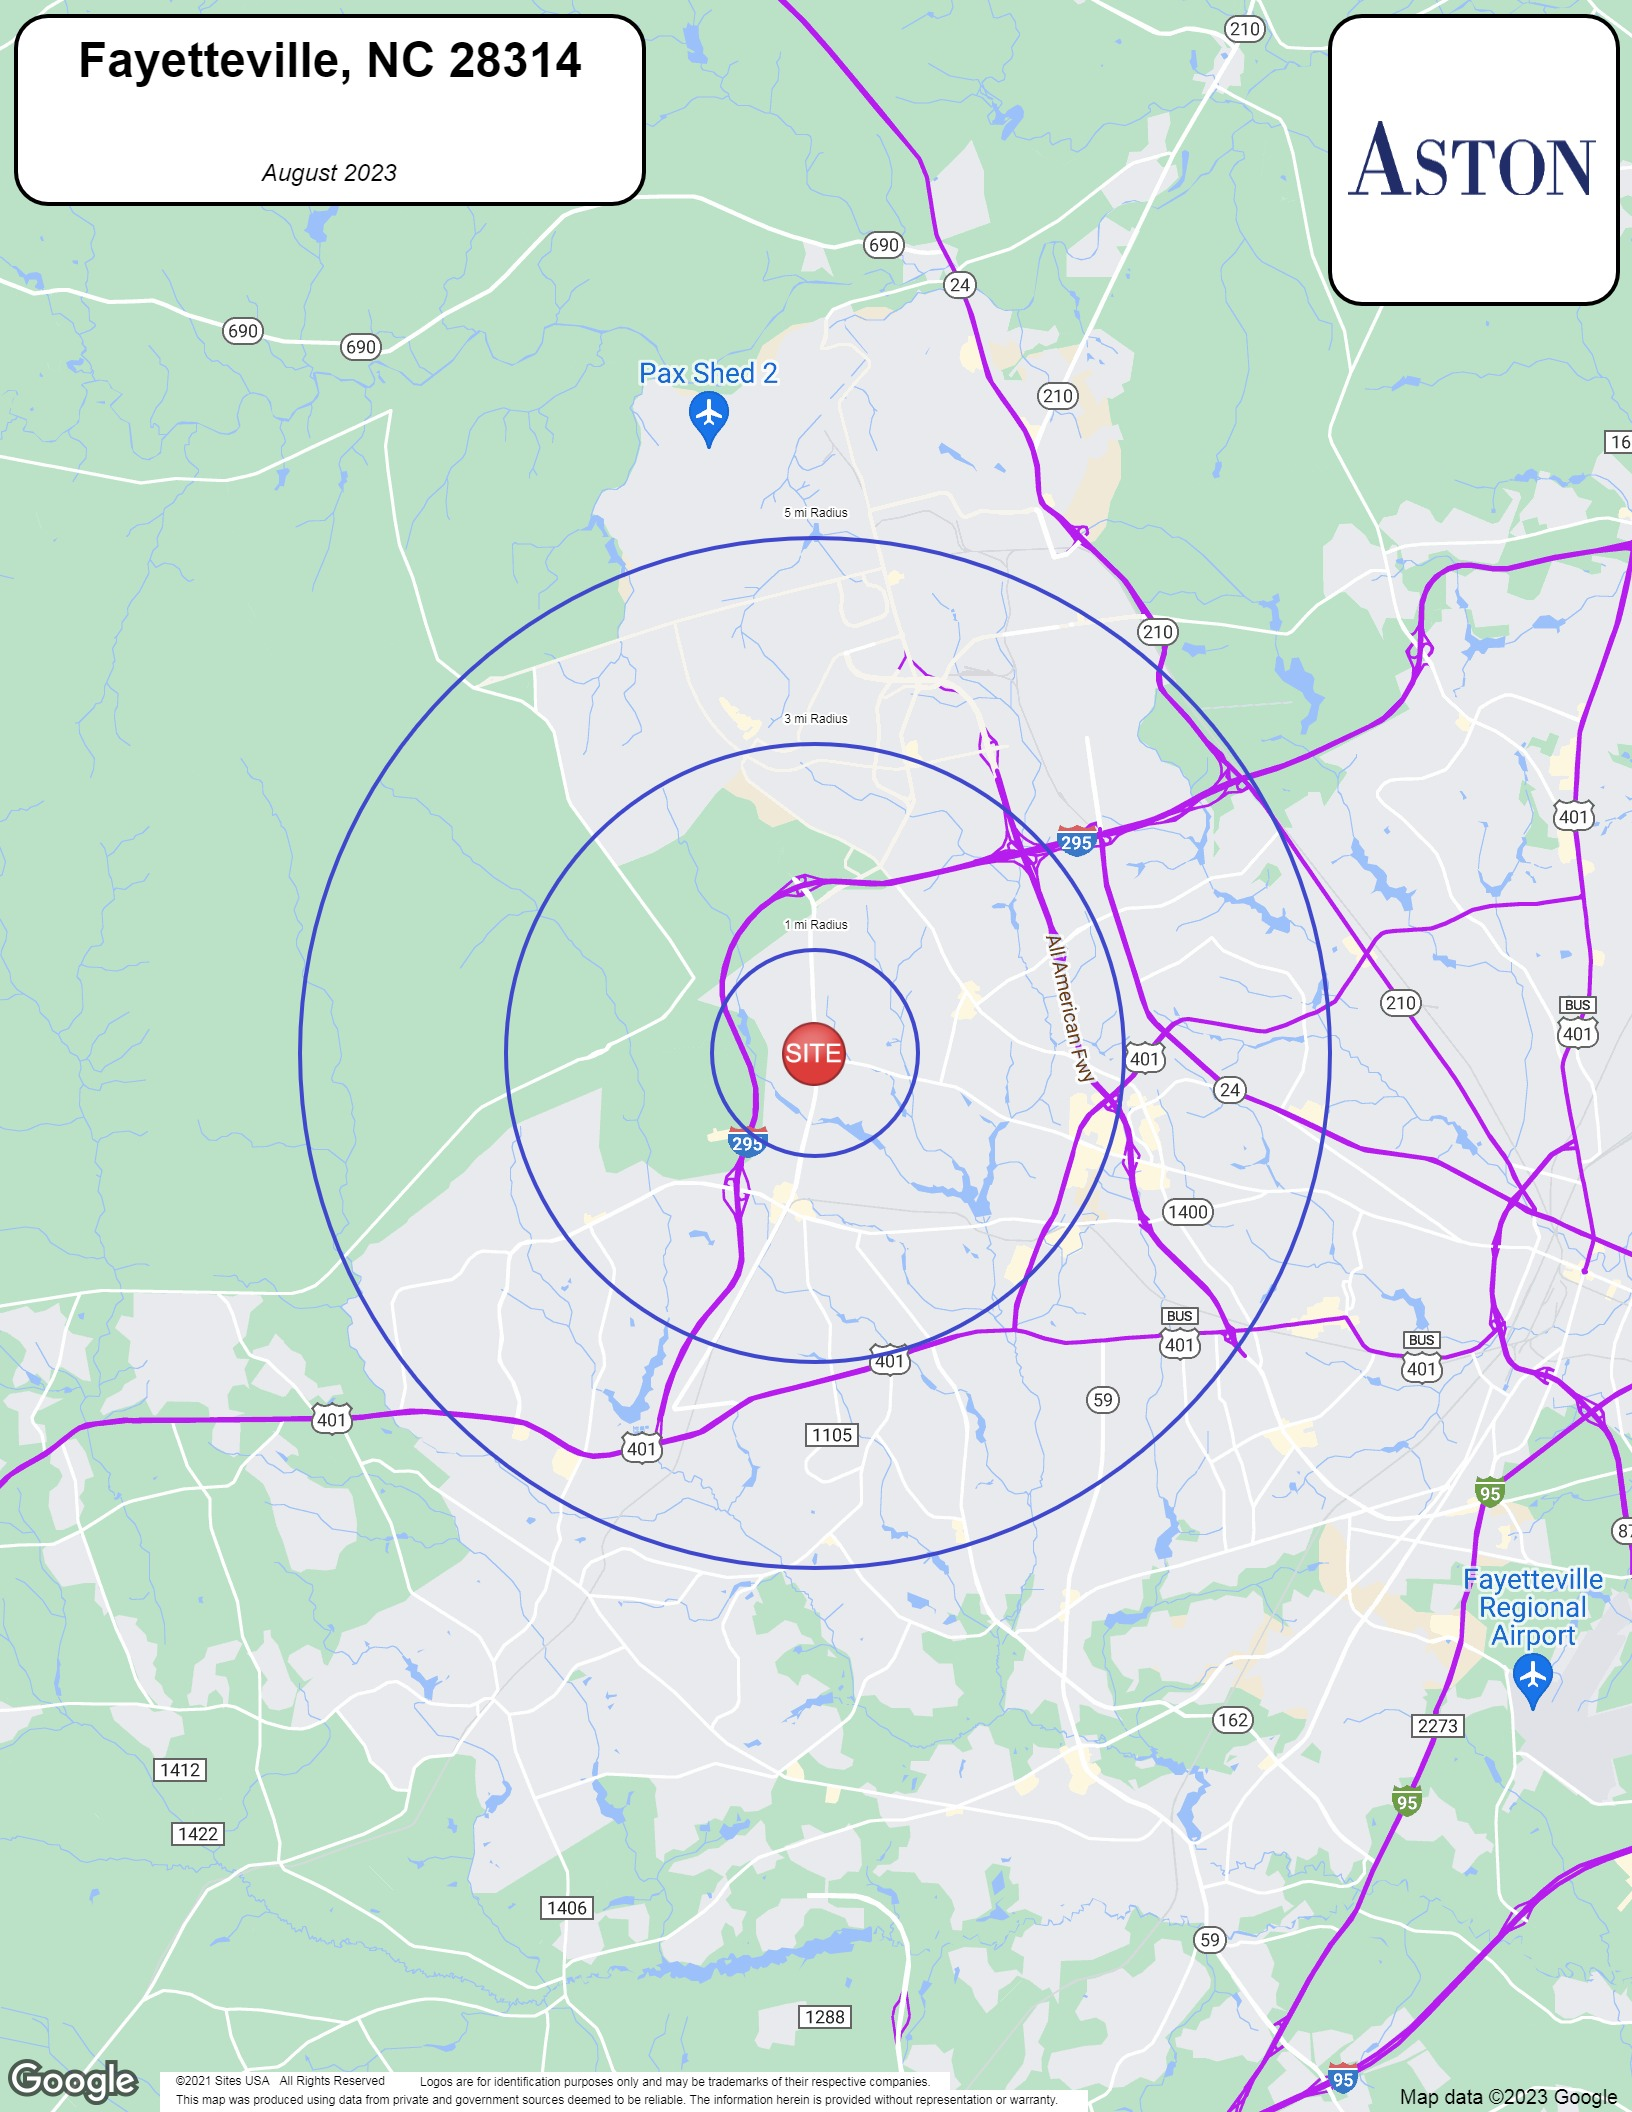 Fayetteville, NC 28314
August 2023
ASTON
210
690
24
690
690
Pax Shed 2
210
16
5 mi Radius
210
3 mi Radius
401
295
1 mi Radius
All American Fwy
210
BUS
401
SITE
401
24
295
1400
BUS
401
BUS
401
401
59
401
401
1105
95
87
Fayetteville
Regional
Airport
162
2273
1412
95
1422
1406
59
1288
95
Google
©2021 Sites USA All Rights Reserved Logos are for identification purposes only and may be trademarks of their respective companies.
This map was produced using data from private and government sources deemed to be reliable. The information herein is provided without representation or warranty.
Map data ©2023 Google